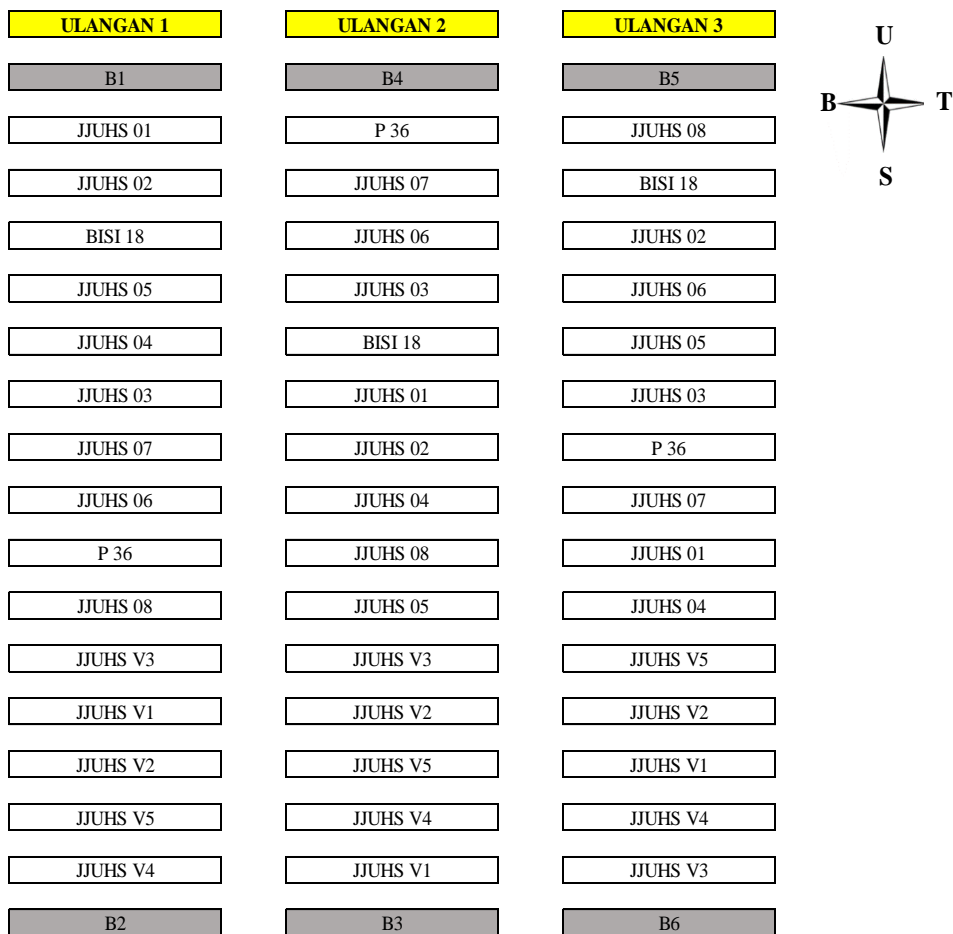 ULANGAN 1 ULANGAN 2 ULANGAN 3
U
B1 B4 B5
B T
JJUHS 01 P 36 JJUHS 08
S
JJUHS 02 JJUHS 07 BISI 18
BISI 18 JJUHS 06 JJUHS 02
JJUHS 05 JJUHS 03 JJUHS 06
JJUHS 04 BISI 18 JJUHS 05
JJUHS 03 JJUHS 01 JJUHS 03
JJUHS 07 JJUHS 02 P 36
JJUHS 06 JJUHS 04 JJUHS 07
P 36 JJUHS 08 JJUHS 01
JJUHS 08 JJUHS 05 JJUHS 04
JJUHS V3 JJUHS V3 JJUHS V5
JJUHS V1 JJUHS V2 JJUHS V2
JJUHS V2 JJUHS V5 JJUHS V1
JJUHS V5 JJUHS V4 JJUHS V4
JJUHS V4 JJUHS V1 JJUHS V3
B2 B3 B6